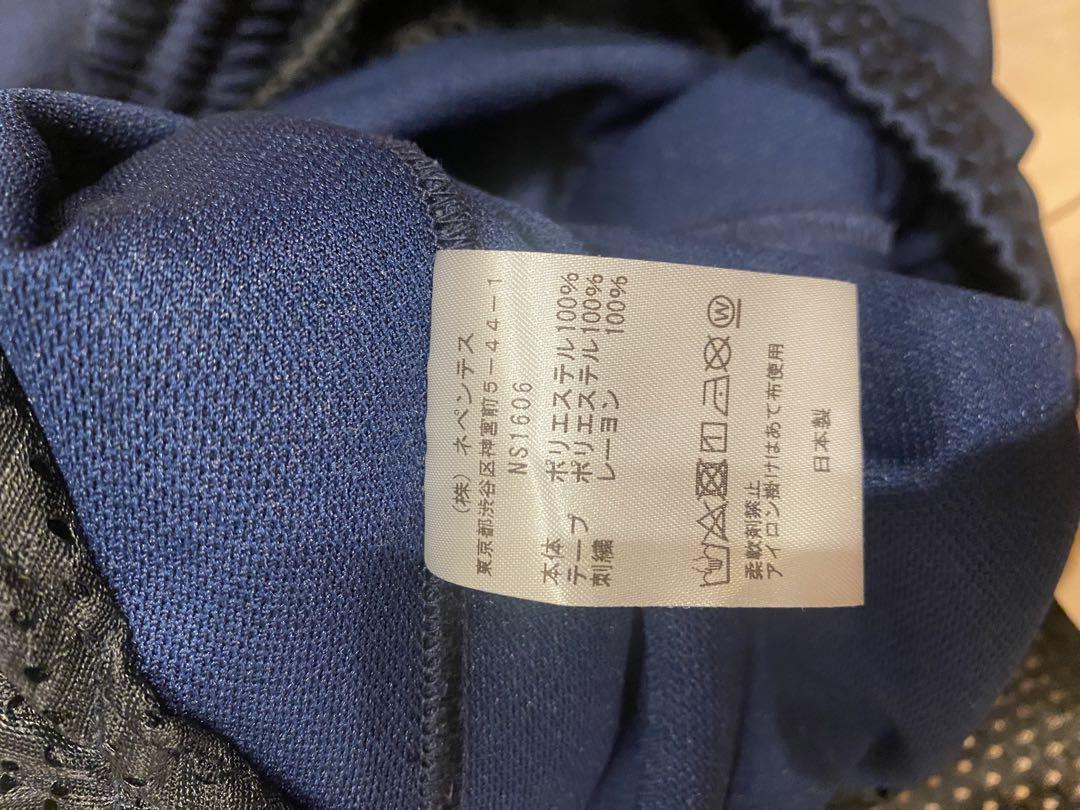 (株) ネペンテス
東京都渋谷区神宮前5-44-1
NS1606
本体 ポリエステル100%
テープ ポリエステル100%
刺繍 レーヨン 100%
W
柔軟剤禁止
アイロン掛けはあて布使用
日本製